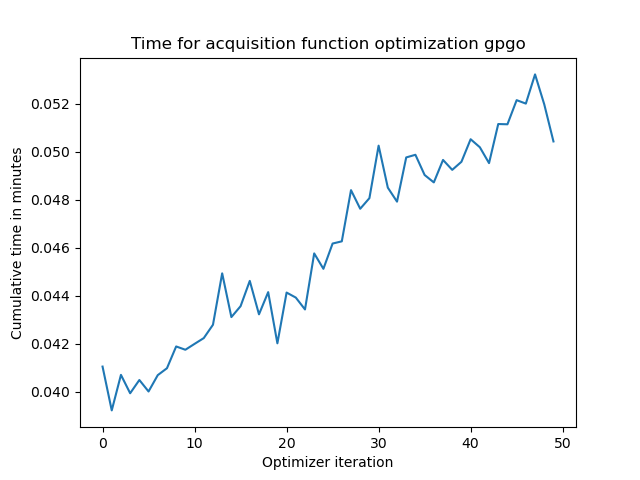 Time for acquisition function optimization gpgo
Cumulative time in minutes
0.052
0.050
0.048
0.046
0.044
0.042
0.040
0 10 20 30 40 50
Optimizer iteration